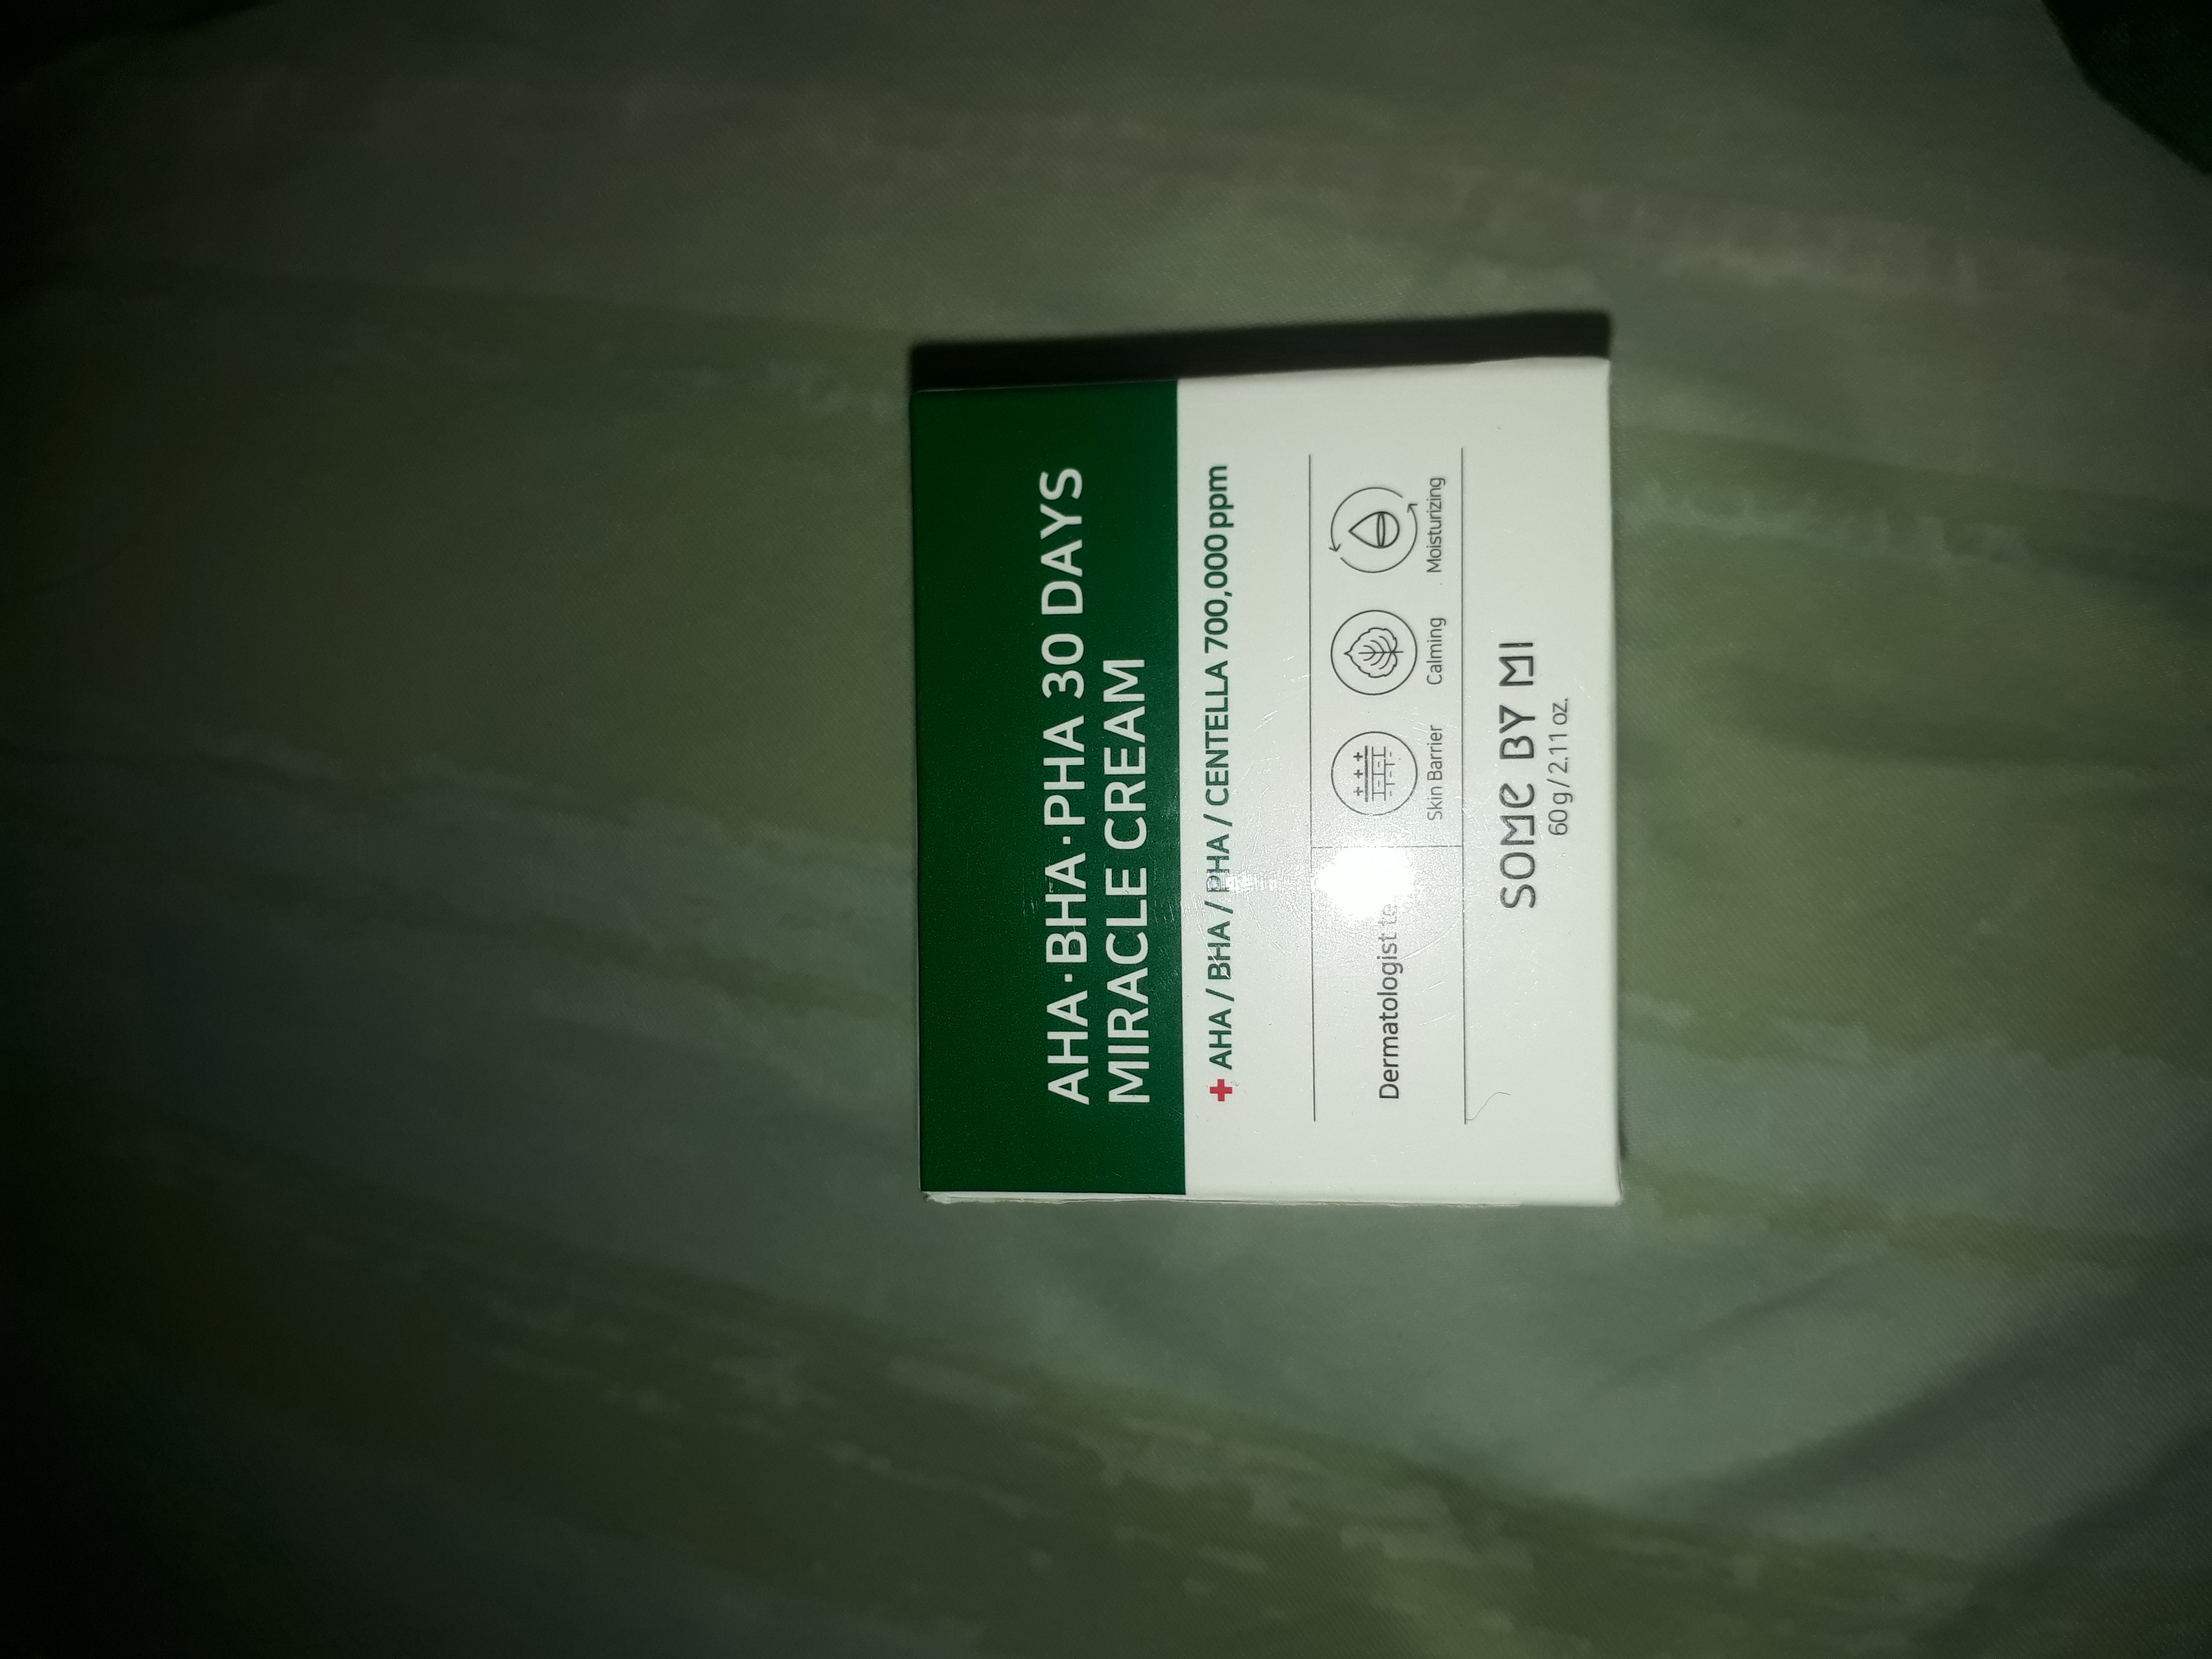 AHA·BHA·PHA 30 DAYS
MIRACLE CREAM
AHA / BHA / PHA / CENTELLA 700,000ppm
Dermatologist
Skin Barrier
Calming
Moisturizing
SOME BY MI
60g / 2.11 oz.